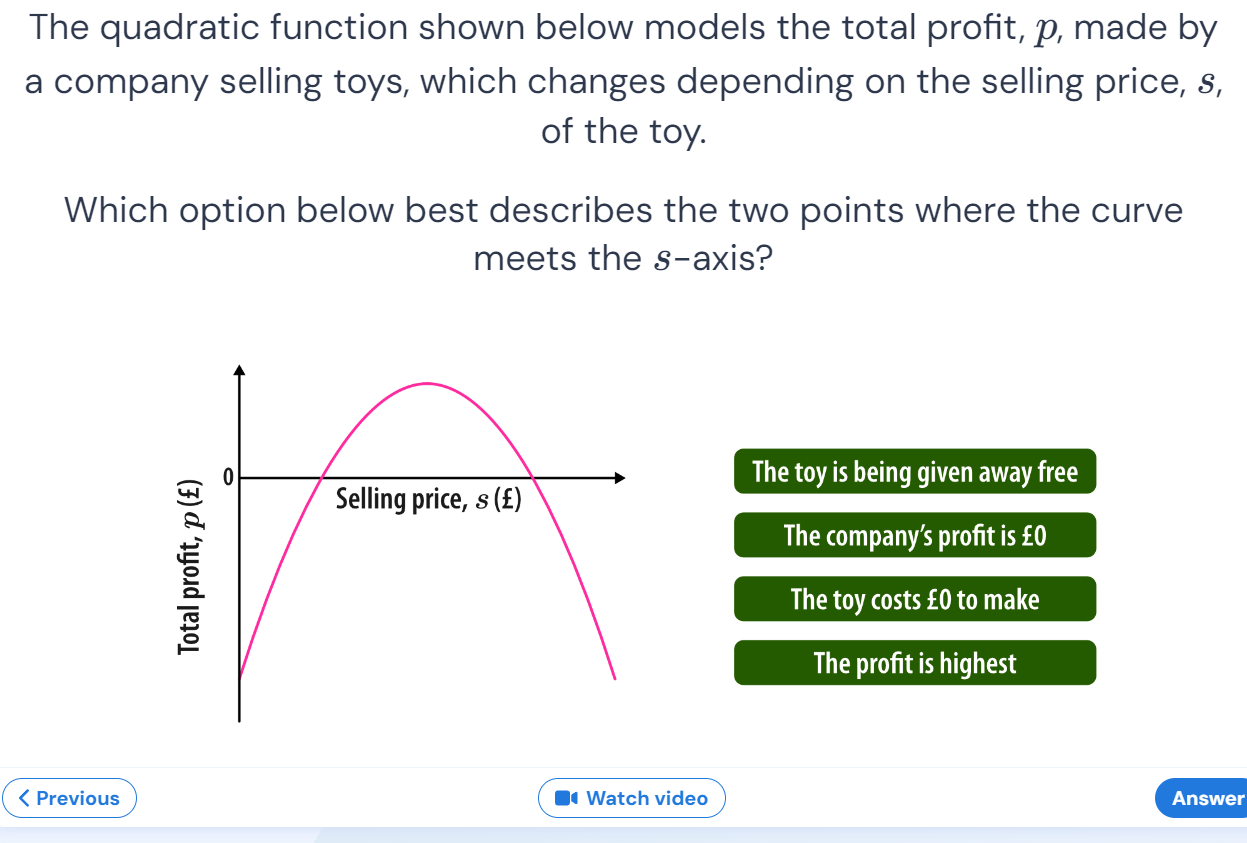 The quadratic function shown below models the total profit, p, made by
a company selling toys, which changes depending on the selling price, s,
of the toy.
Which option below best describes the two points where the curve
meets the s-axis?
0
Selling price, s (£)
Total profit, p (£)
The toy is being given away free
The company's profit is £0
The toy costs £0 to make
The profit is highest
Previous
Watch video
Answer